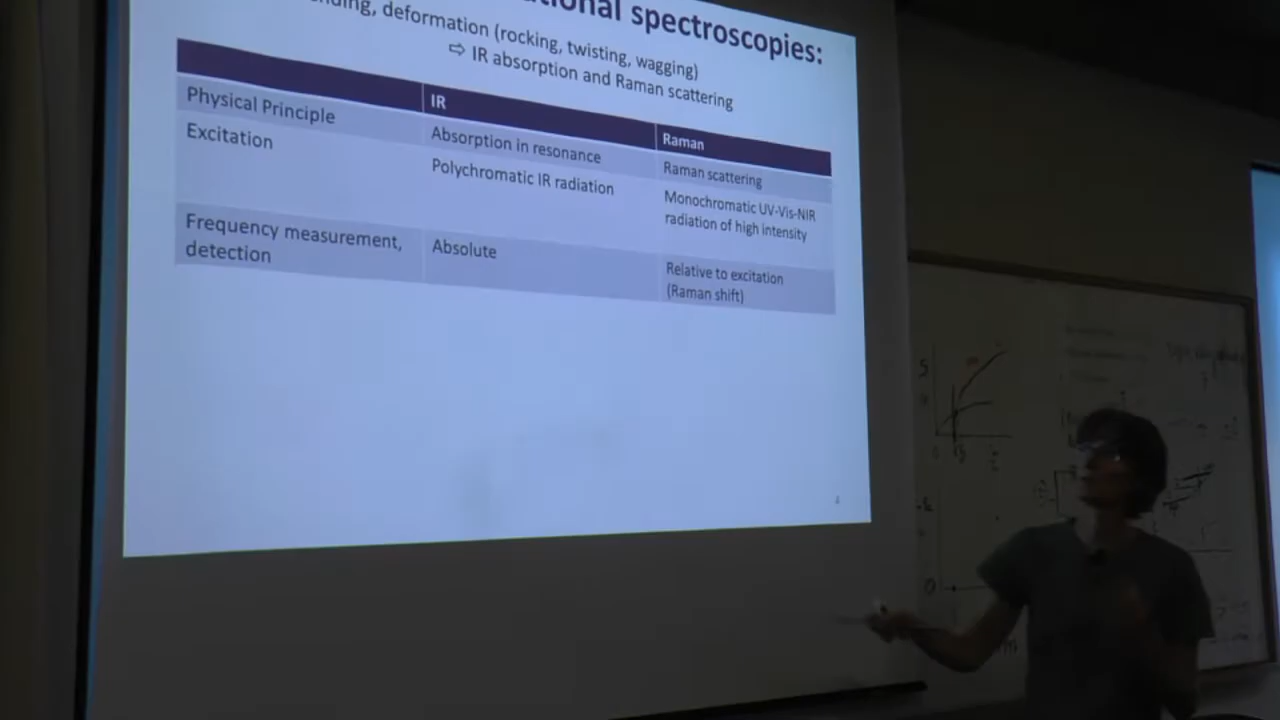 spectroscopies:
deformation (rocking, twisting, wagging)
⇨ IR absorption and Raman scattering
IR
Raman
Physical Principle
Absorption in resonance
Raman scattering
Excitation
Polychromatic IR radiation
Monochromatic UV-Vis-NIR
radiation of high intensity
Frequency measurement,
detection
Absolute
Relative to excitation
(Raman shift)